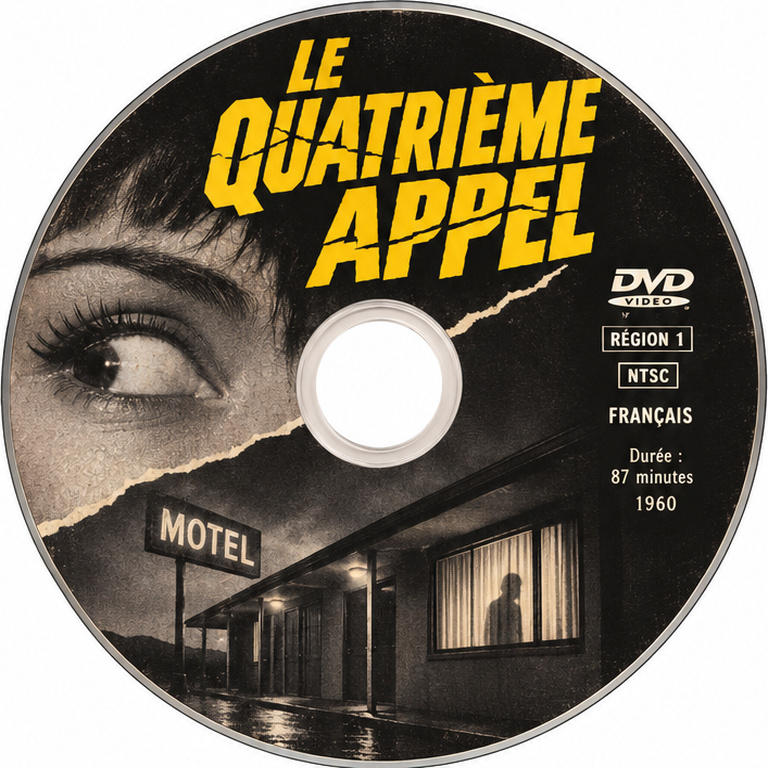 LE
QUATRIÈME
APPEL
DVD
VIDEO
RÉGION 1
NTSC
FRANÇAIS
Durée :
87 minutes
1960
MOTEL